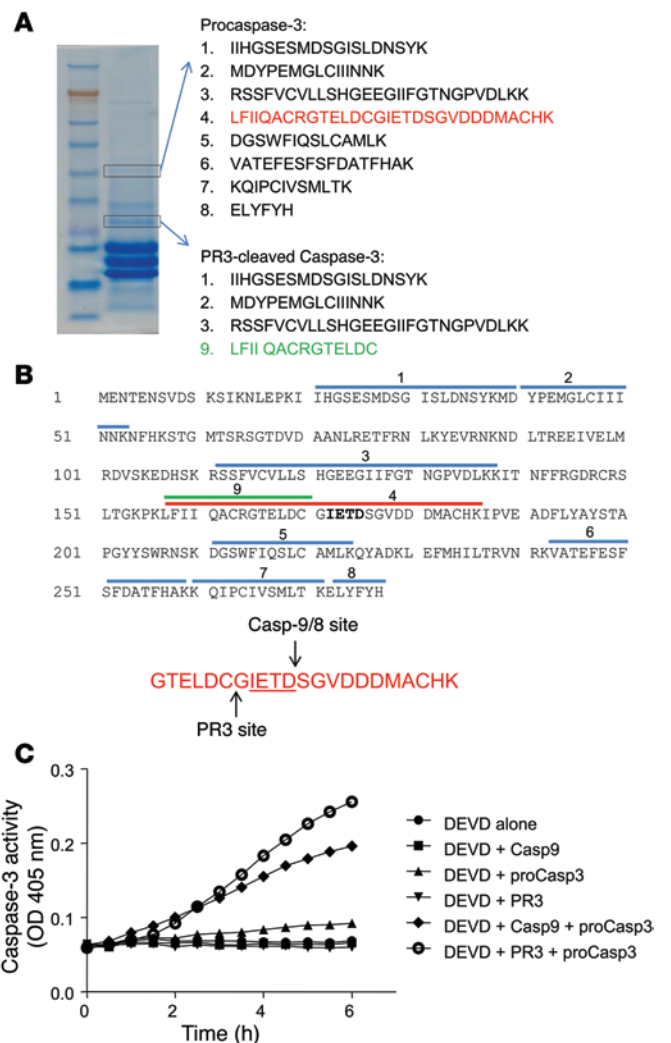 A
Procaspase-3:
1. IIHGSESMDSGISLDNSYK
2. MDYPEMGLCIIINNK
3. RSSFVCVLLSHGEEGIIFGTNGPVDLKK
4. LFIIQACRGTELDCGIETDSGVDDDMACHK
5. DGSWFIQSLCAMLK
6. VATEFESFSFDATFHAK
7. KQIPCIVSMLTK
8. ELYFYH
PR3-cleaved Caspase-3:
1. IIHGSESMDSGISLDNSYK
2. MDYPEMGLCIIINNK
3. RSSFVCVLLSHGEEGIIFGTNGPVDLKK
9. LFII QACRGTELDC
B
1 2
1 MENTENSVDS KSIKNLEPKI IHGSESMDSG ISLDNSYKMD YPEMGLCIII
51 NNKNFHKSTG MTSRSGTDVD AANLRETFRN LKYEVRNKND LTREEIVELM
3
101 RDVSKEDHSK RSSFVCVLLS HGEEGIIFGT NGPVDLKKIT NFFRGDRCRS
9 4
151 LTGKPKLFII QACRGTELDC GIETDSGVDD DMACHKIPVE ADFLYAYSTA
5 6
201 PGYYSWRNSK DGSWFIQSLC AMLKQYADKL EFMHILTRVN RKVATEFESF
7 8
251 SFDATFHAKK QIPCIVSMLT KELYFYH
Casp-9/8 site
GTELDCGIETDSGVDDDMACHK
PR3 site
C
0.3
0.2
0.1
0.0
0 2 4 6
Time (h)
Caspase-3 activity
(OD 405 nm)
DEVD alone
DEVD + Casp9
DEVD + proCasp3
DEVD + PR3
DEVD + Casp9 + proCasp3
DEVD + PR3 + proCasp3